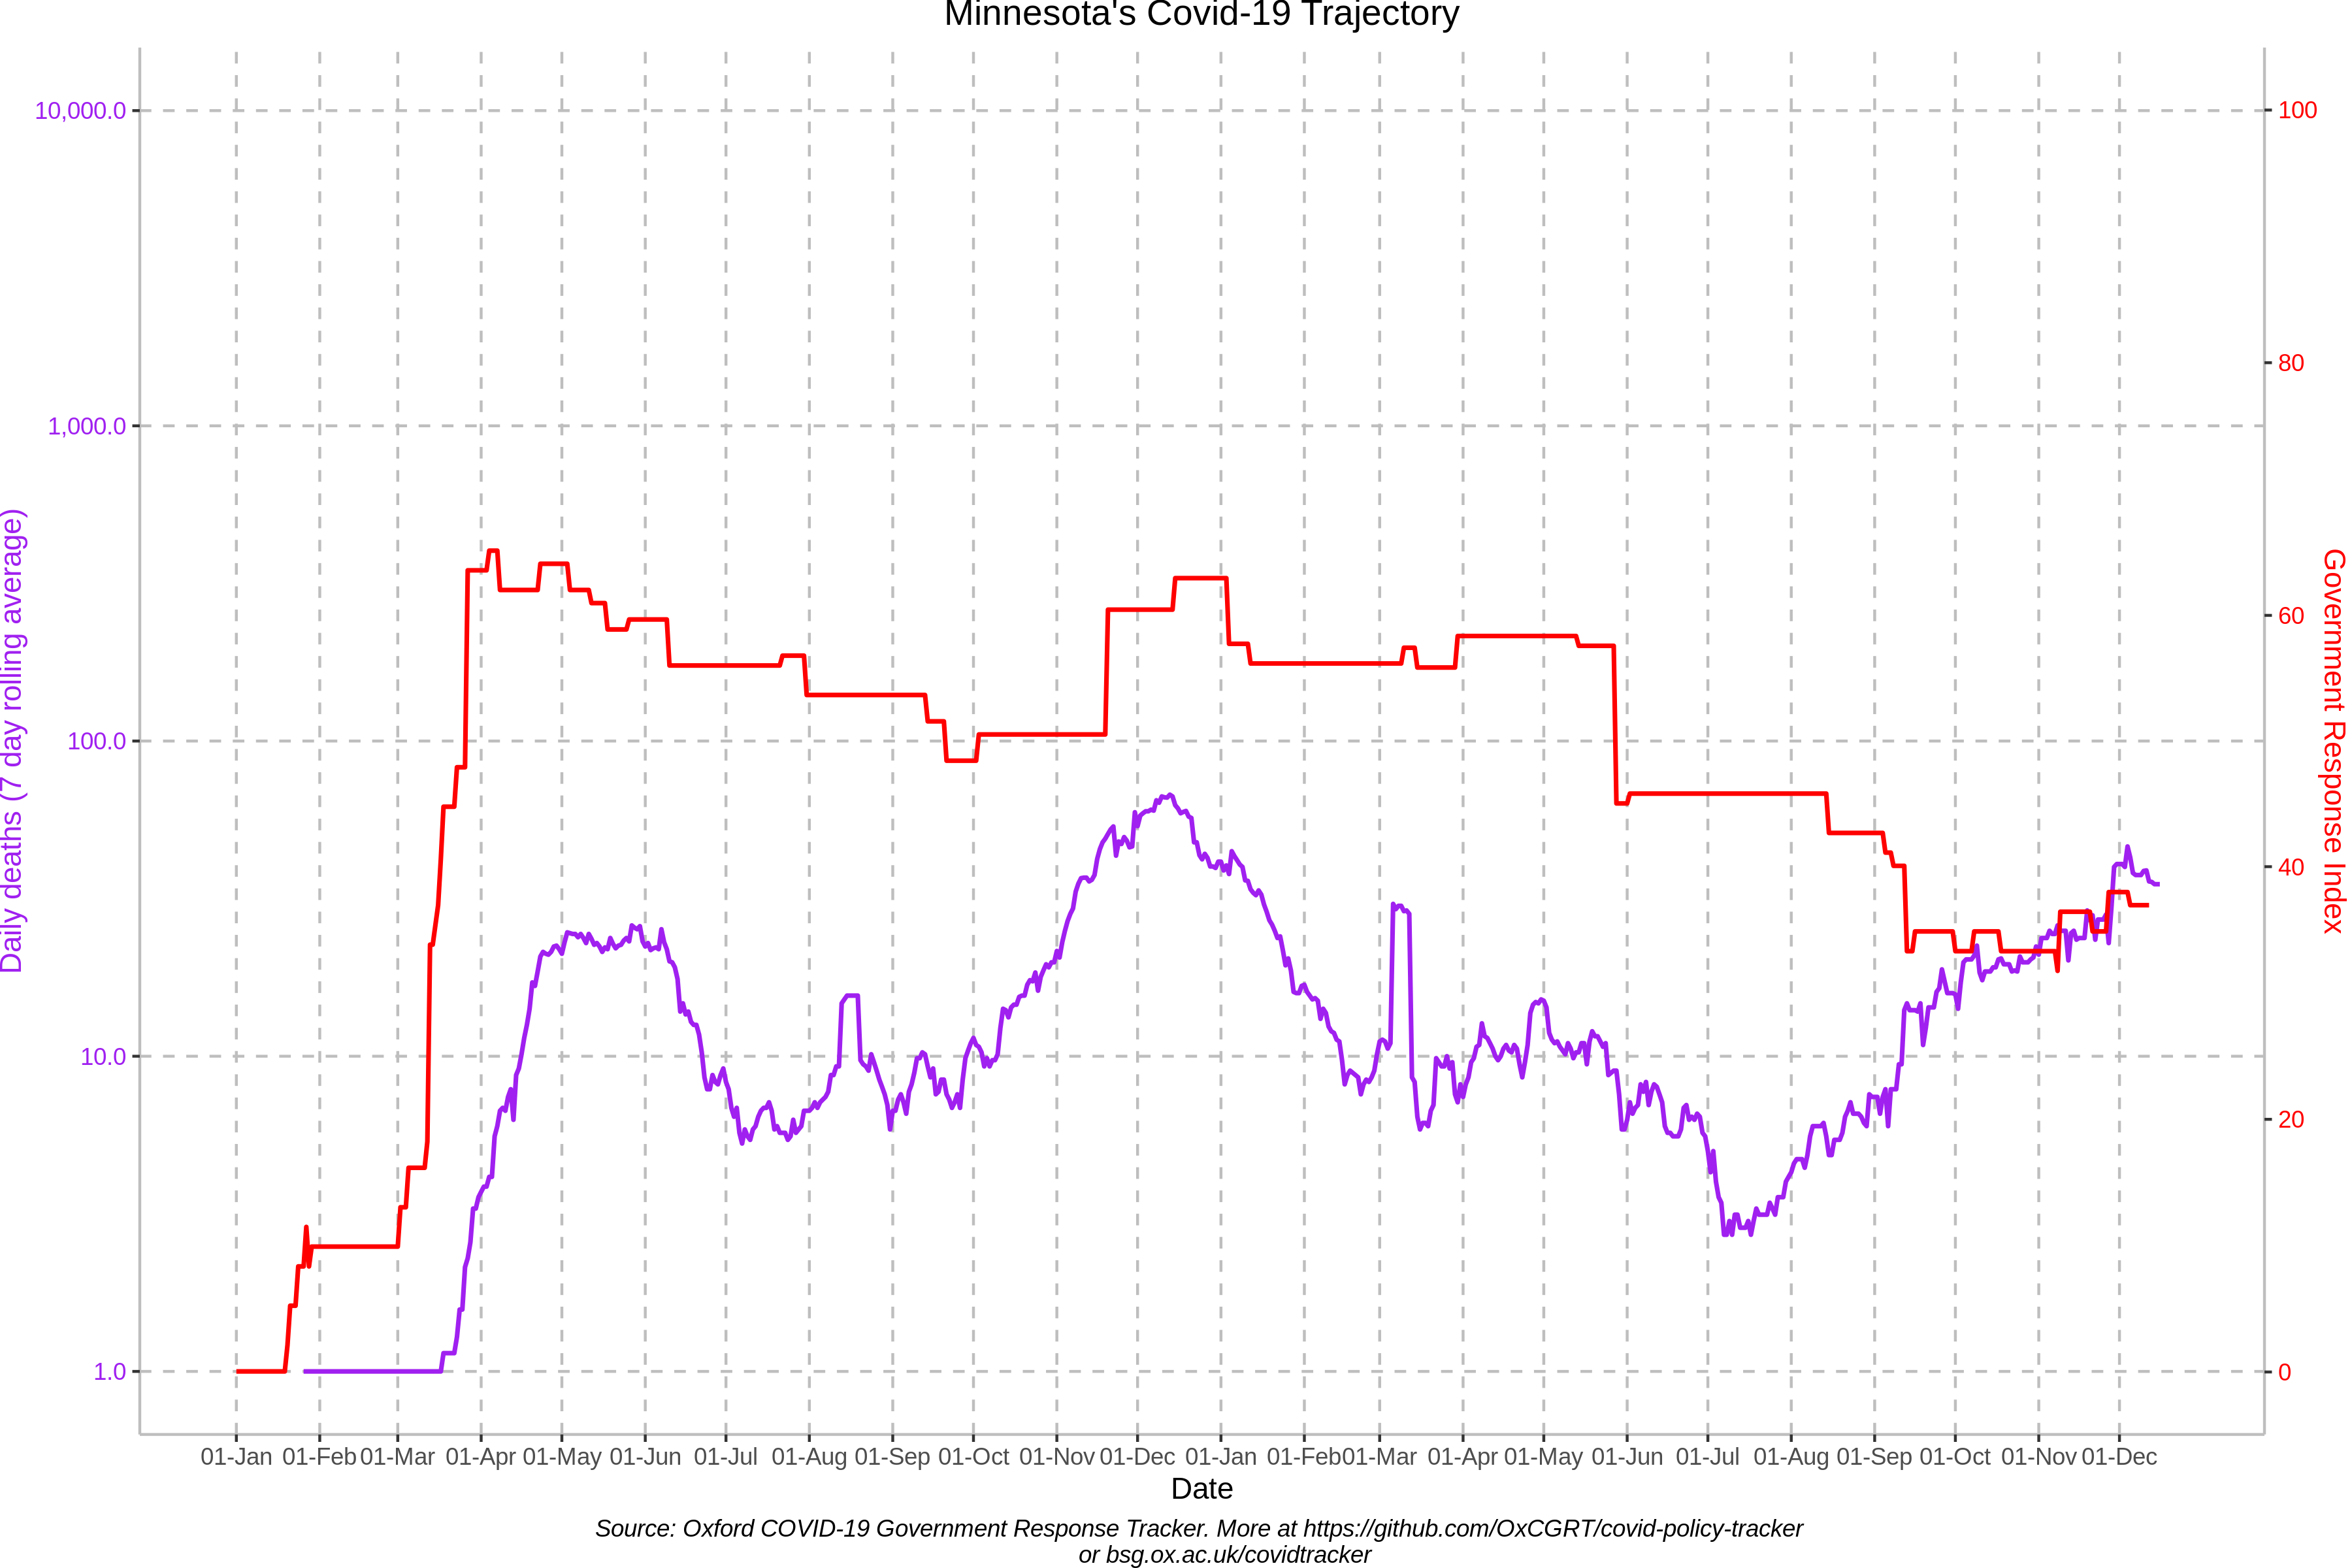 Minnesota's Covid-19 Trajectory
10,000.0
1,000.0
100.0
10.0
1.0
Daily deaths (7 day rolling average)
100
80
60
40
20
0
Government Response Index
01-Jan 01-Feb 01-Mar 01-Apr 01-May 01-Jun 01-Jul 01-Aug 01-Sep 01-Oct 01-Nov 01-Dec 01-Jan 01-Feb 01-Mar 01-Apr 01-May 01-Jun 01-Jul 01-Aug 01-Sep 01-Oct 01-Nov 01-Dec
Date
Source: Oxford COVID-19 Government Response Tracker. More at https://github.com/OxCGRT/covid-policy-tracker
or bsg.ox.ac.uk/covidtracker